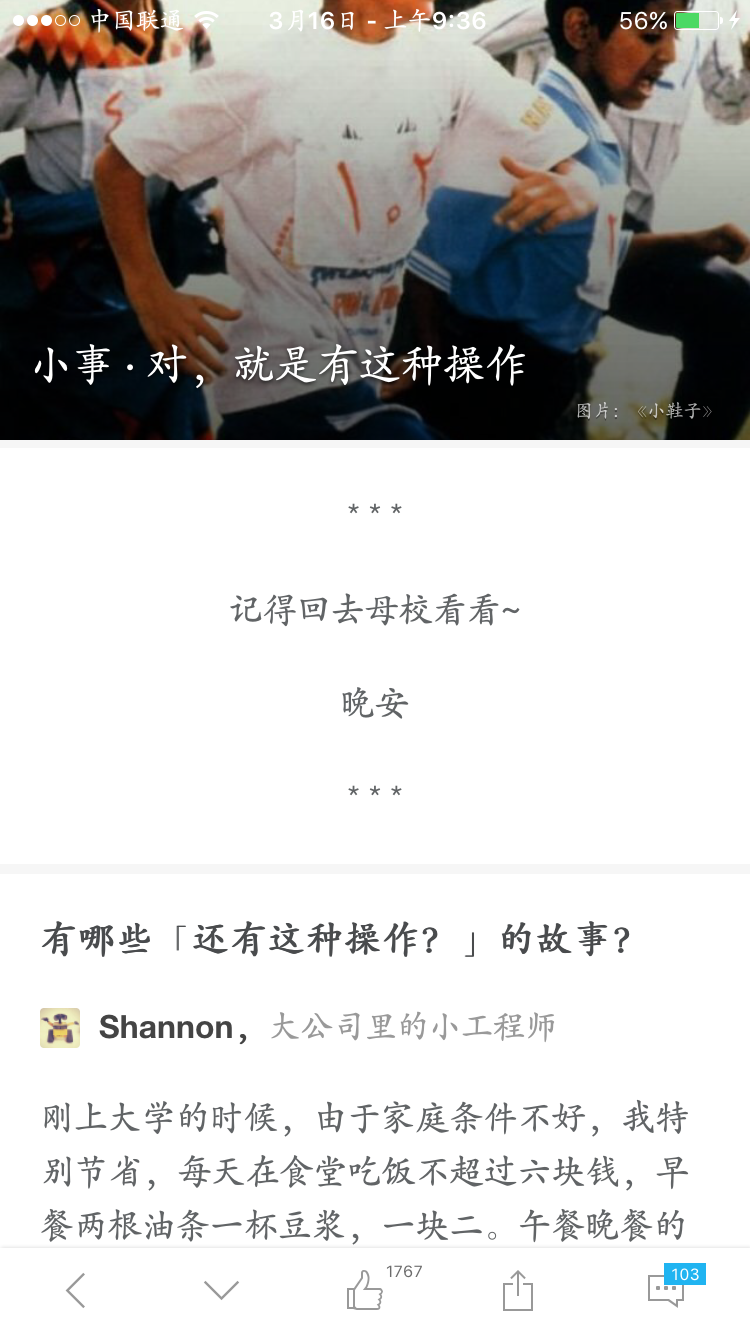 中国联通 3月16日 - 上午9:36 56%
小事 · 对，就是有这种操作
图片：《小鞋子》
* * *
记得回去母校看看~
晚安
* * *
有哪些「还有这种操作？」的故事？
Shannon，大公司里的小工程师
刚上大学的时候，由于家庭条件不好，我特
别节省，每天在食堂吃饭不超过六块钱，早
餐两根油条一杯豆浆，一块二。午餐晚餐的
1767
103